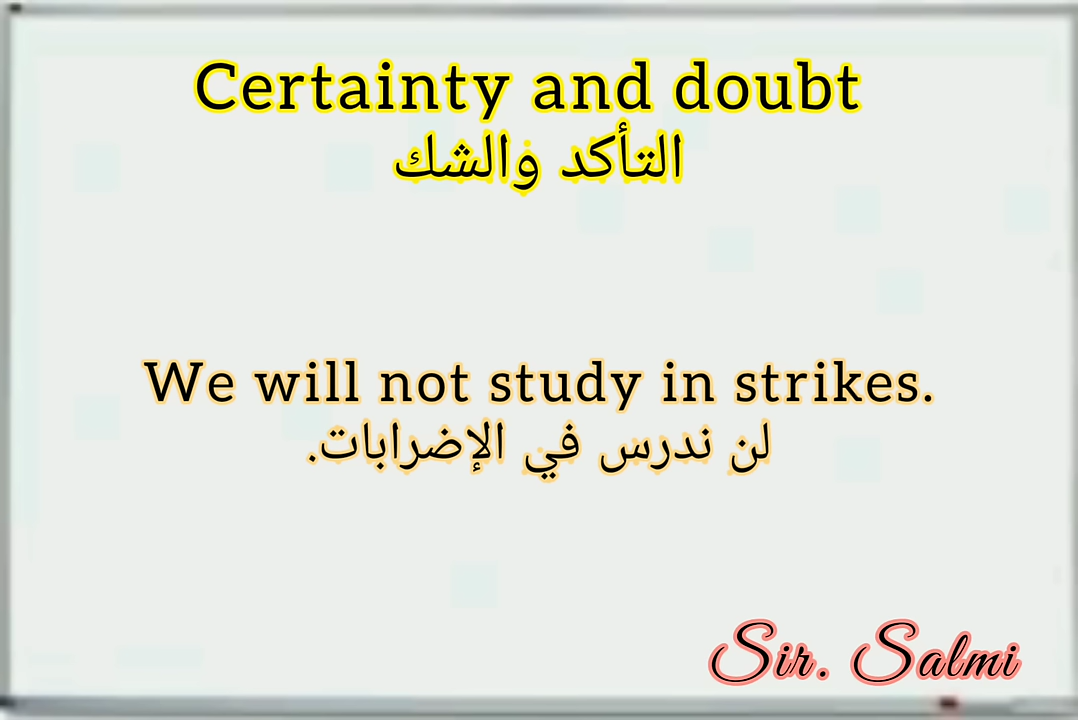 Certainty and doubt
التأكد والشك
We will not study in strikes.
لن ندرس في الإضرابات.
Sir. Salmi